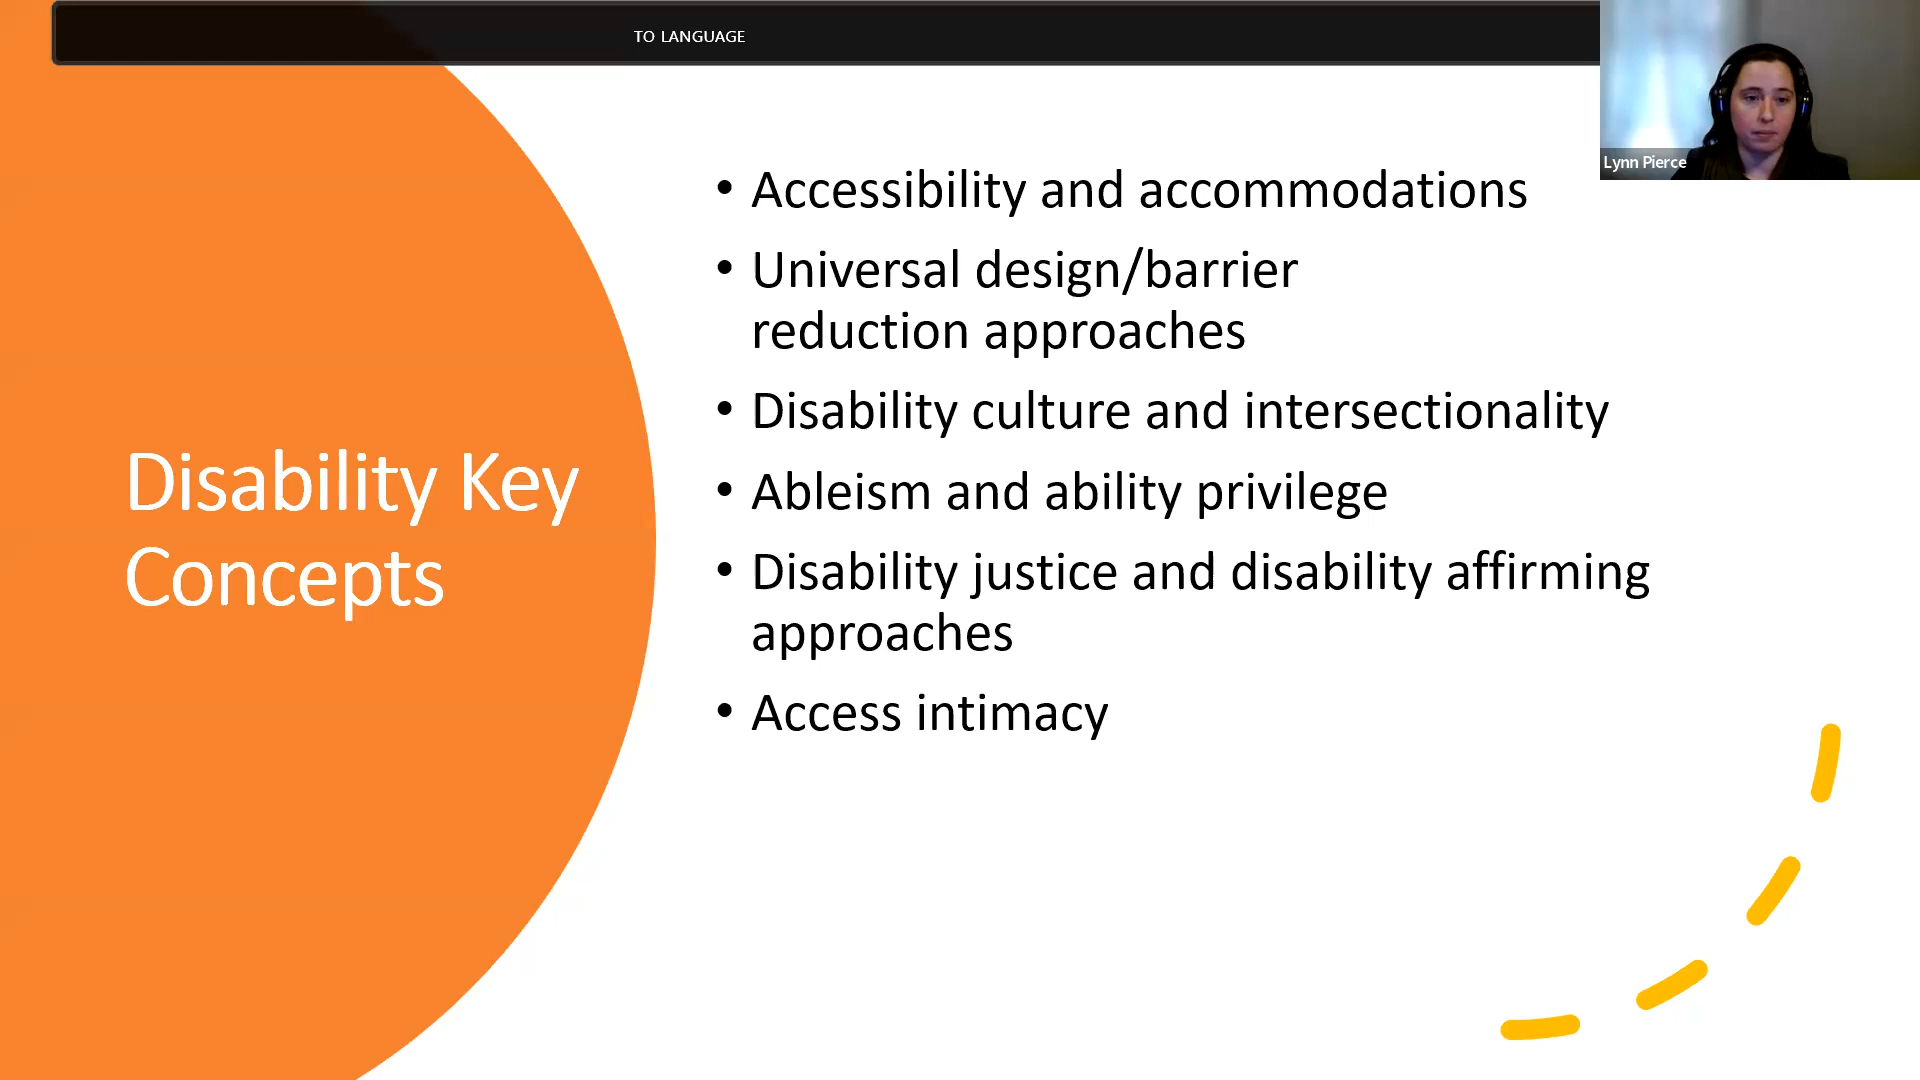 TO LANGUAGE
Lynn Pierce
Disability Key
Concepts
• Accessibility and accommodations
• Universal design/barrier
reduction approaches
• Disability culture and intersectionality
• Ableism and ability privilege
• Disability justice and disability affirming
approaches
• Access intimacy